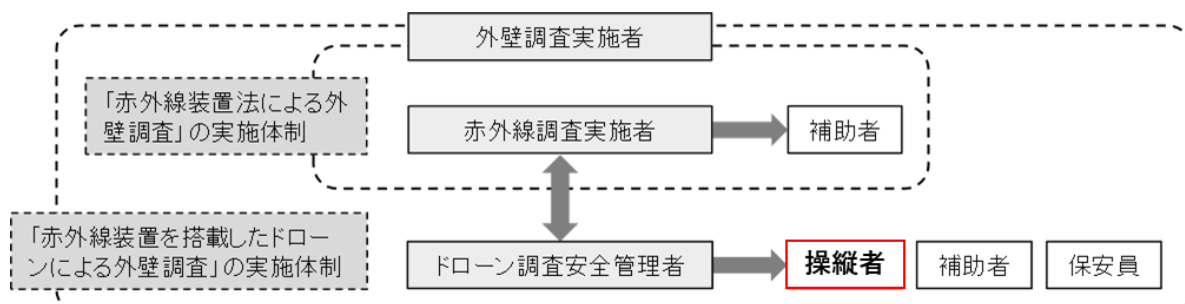 外壁調査実施者
「赤外線装置法による外
壁調査」の実施体制
赤外線調査実施者
補助者
「赤外線装置を搭載したドロー
ンによる外壁調査」の実施体制
ドローン調査安全管理者
操縦者
補助者
保安員